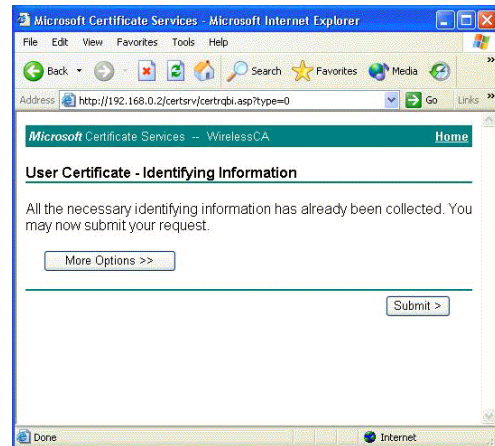 Microsoft Certificate Services - Microsoft Internet Explorer
File Edit View Favorites Tools Help
Back Search Favorites Media »
Address http://192.168.0.2/certsrv/certrqbi.asp?type=0 Go Links »
Microsoft Certificate Services -- WirelessCA Home
User Certificate - Identifying Information
All the necessary identifying information has already been collected. You
may now submit your request.
More Options >>
Submit >
Done Internet